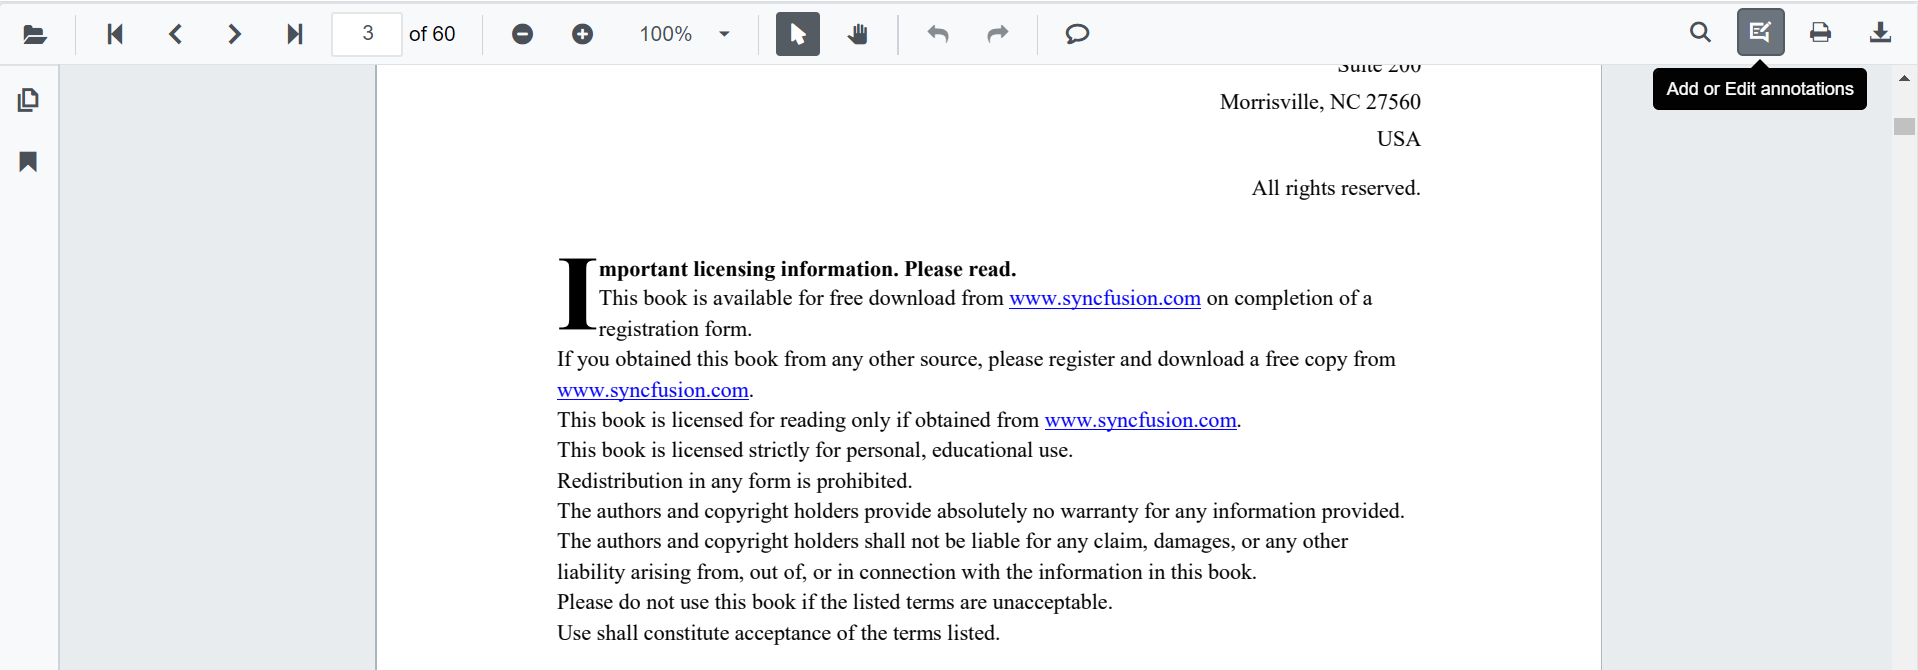 3 of 60 100%
Add or Edit annotations
Suite 200
Morrisville, NC 27560
USA
All rights reserved.
Important licensing information. Please read.
This book is available for free download from www.syncfusion.com on completion of a
registration form.
If you obtained this book from any other source, please register and download a free copy from
www.syncfusion.com.
This book is licensed for reading only if obtained from www.syncfusion.com.
This book is licensed strictly for personal, educational use.
Redistribution in any form is prohibited.
The authors and copyright holders provide absolutely no warranty for any information provided.
The authors and copyright holders shall not be liable for any claim, damages, or any other
liability arising from, out of, or in connection with the information in this book.
Please do not use this book if the listed terms are unacceptable.
Use shall constitute acceptance of the terms listed.